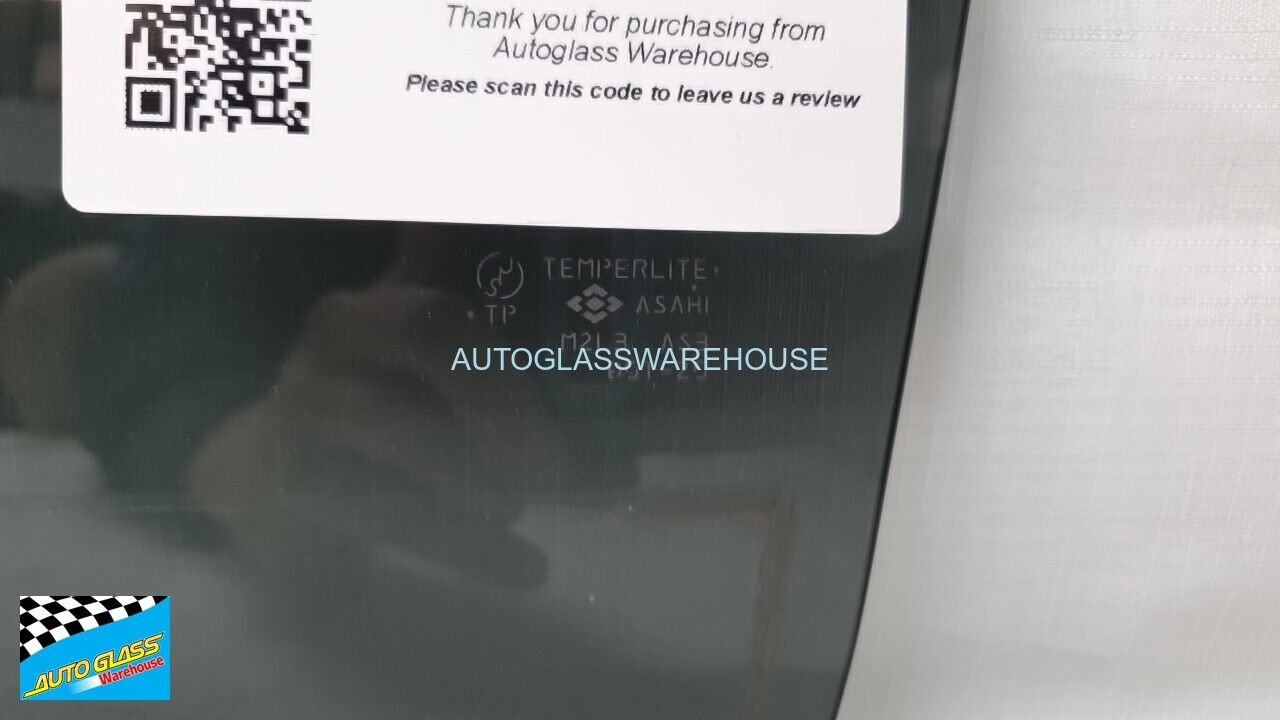 Thank you for purchasing from
Autoglass Warehouse.
Please scan this code to leave us a review
TEMPERLITE
TP
ASAHI
M2L3 AS3
AUTOGLASSWAREHOUSE
AUTO GLASS
Warehouse